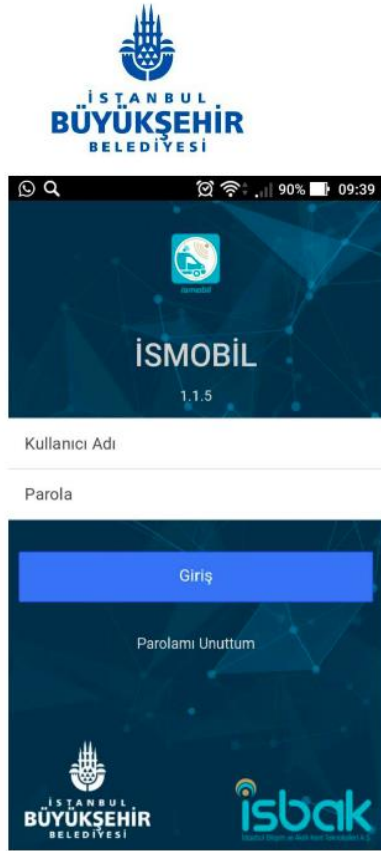 İSTANBUL
BÜYÜKŞEHİR
BELEDİYESİ
90% 09:39
ismobil
İSMOBİL
1.1.5
Kullanıcı Adı
Parola
Giriş
Parolamı Unuttum
İSTANBUL
BÜYÜKŞEHİR
BELEDİYESİ
isbak